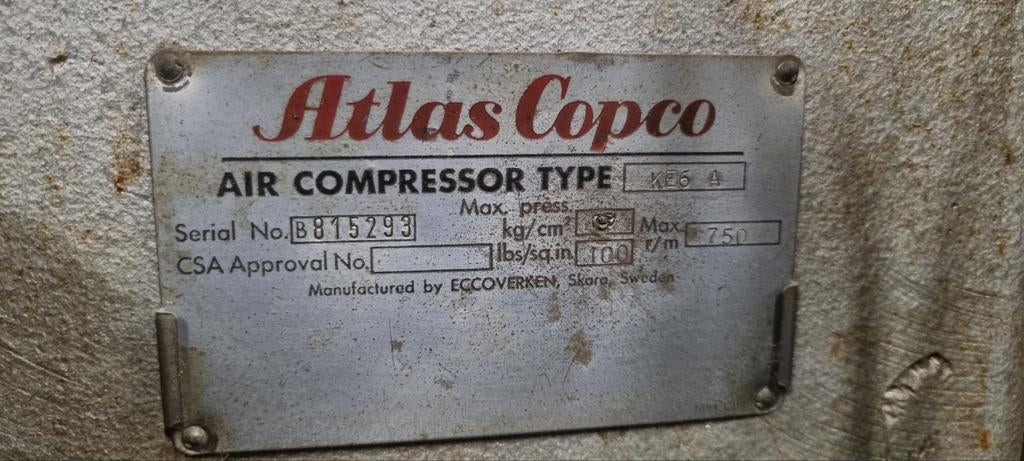 Atlas Copco
AIR COMPRESSOR TYPE KE6 A
Serial No. B815293
Max. press. kg/cm²
Max. r/m 750
CSA Approval No.
lbs/sq.in. 100
Manufactured by ECCOVERKEN, Skara, Sweden